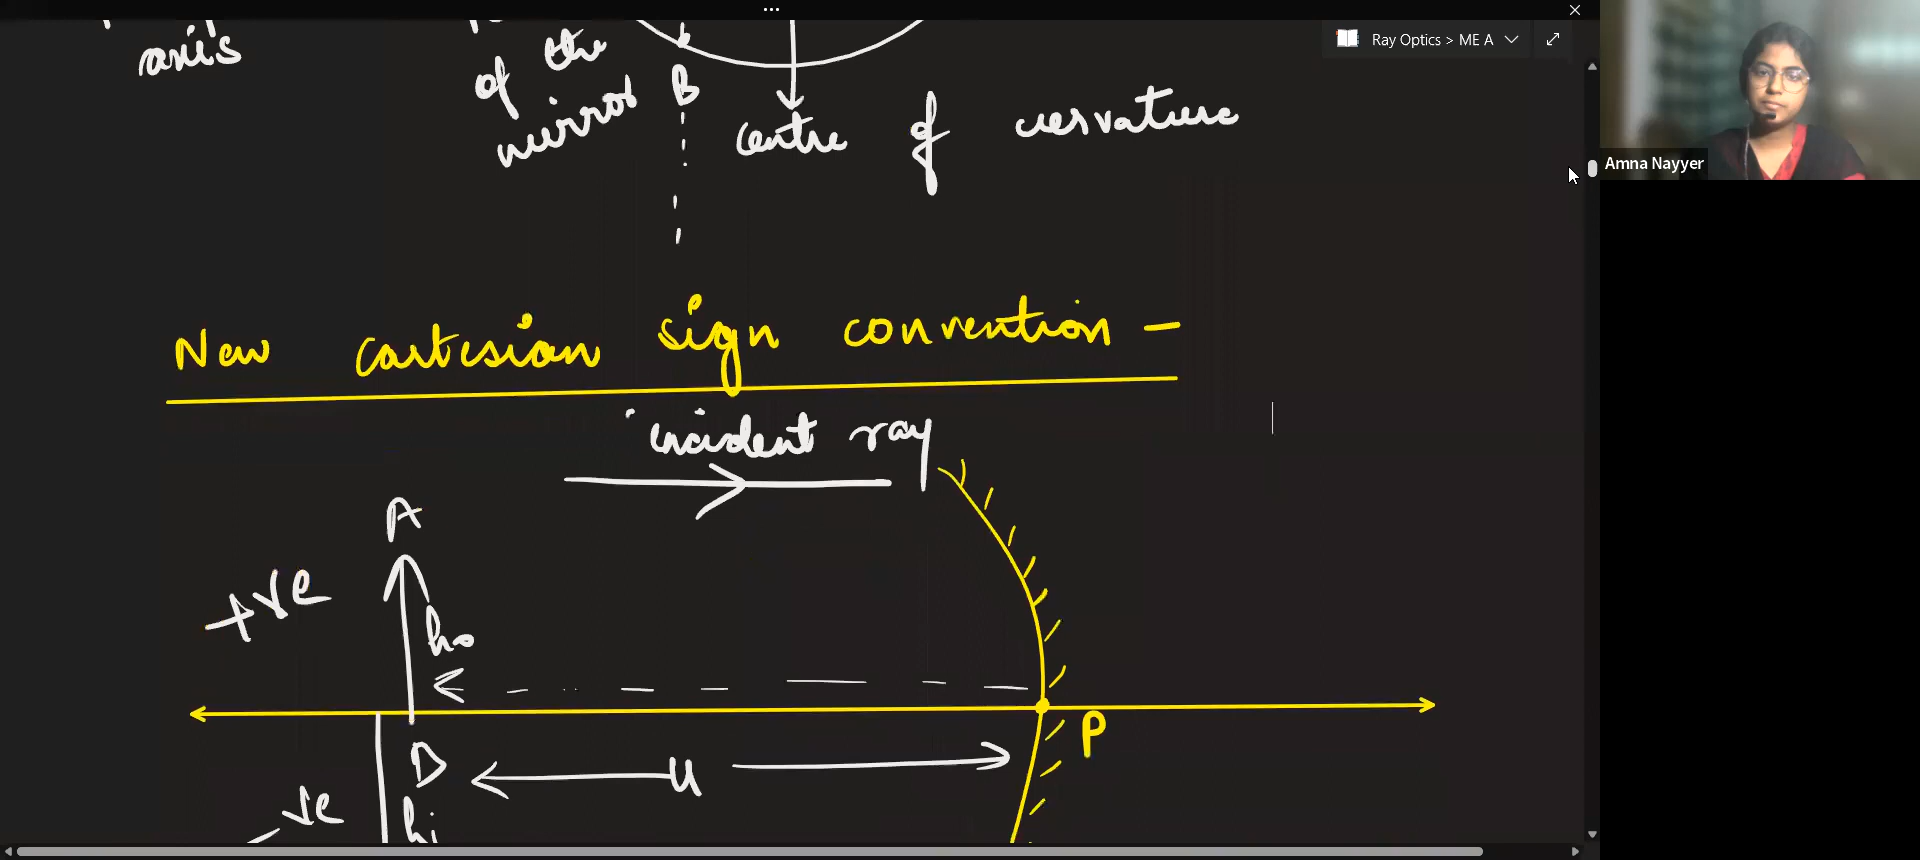 Ray Optics > ME A
Amna Nayyer
axis
of the
mirror
B
centre of curvature
New cartesian sign convention -
incident ray
A
+ve
ho
P
u
-ve
hi